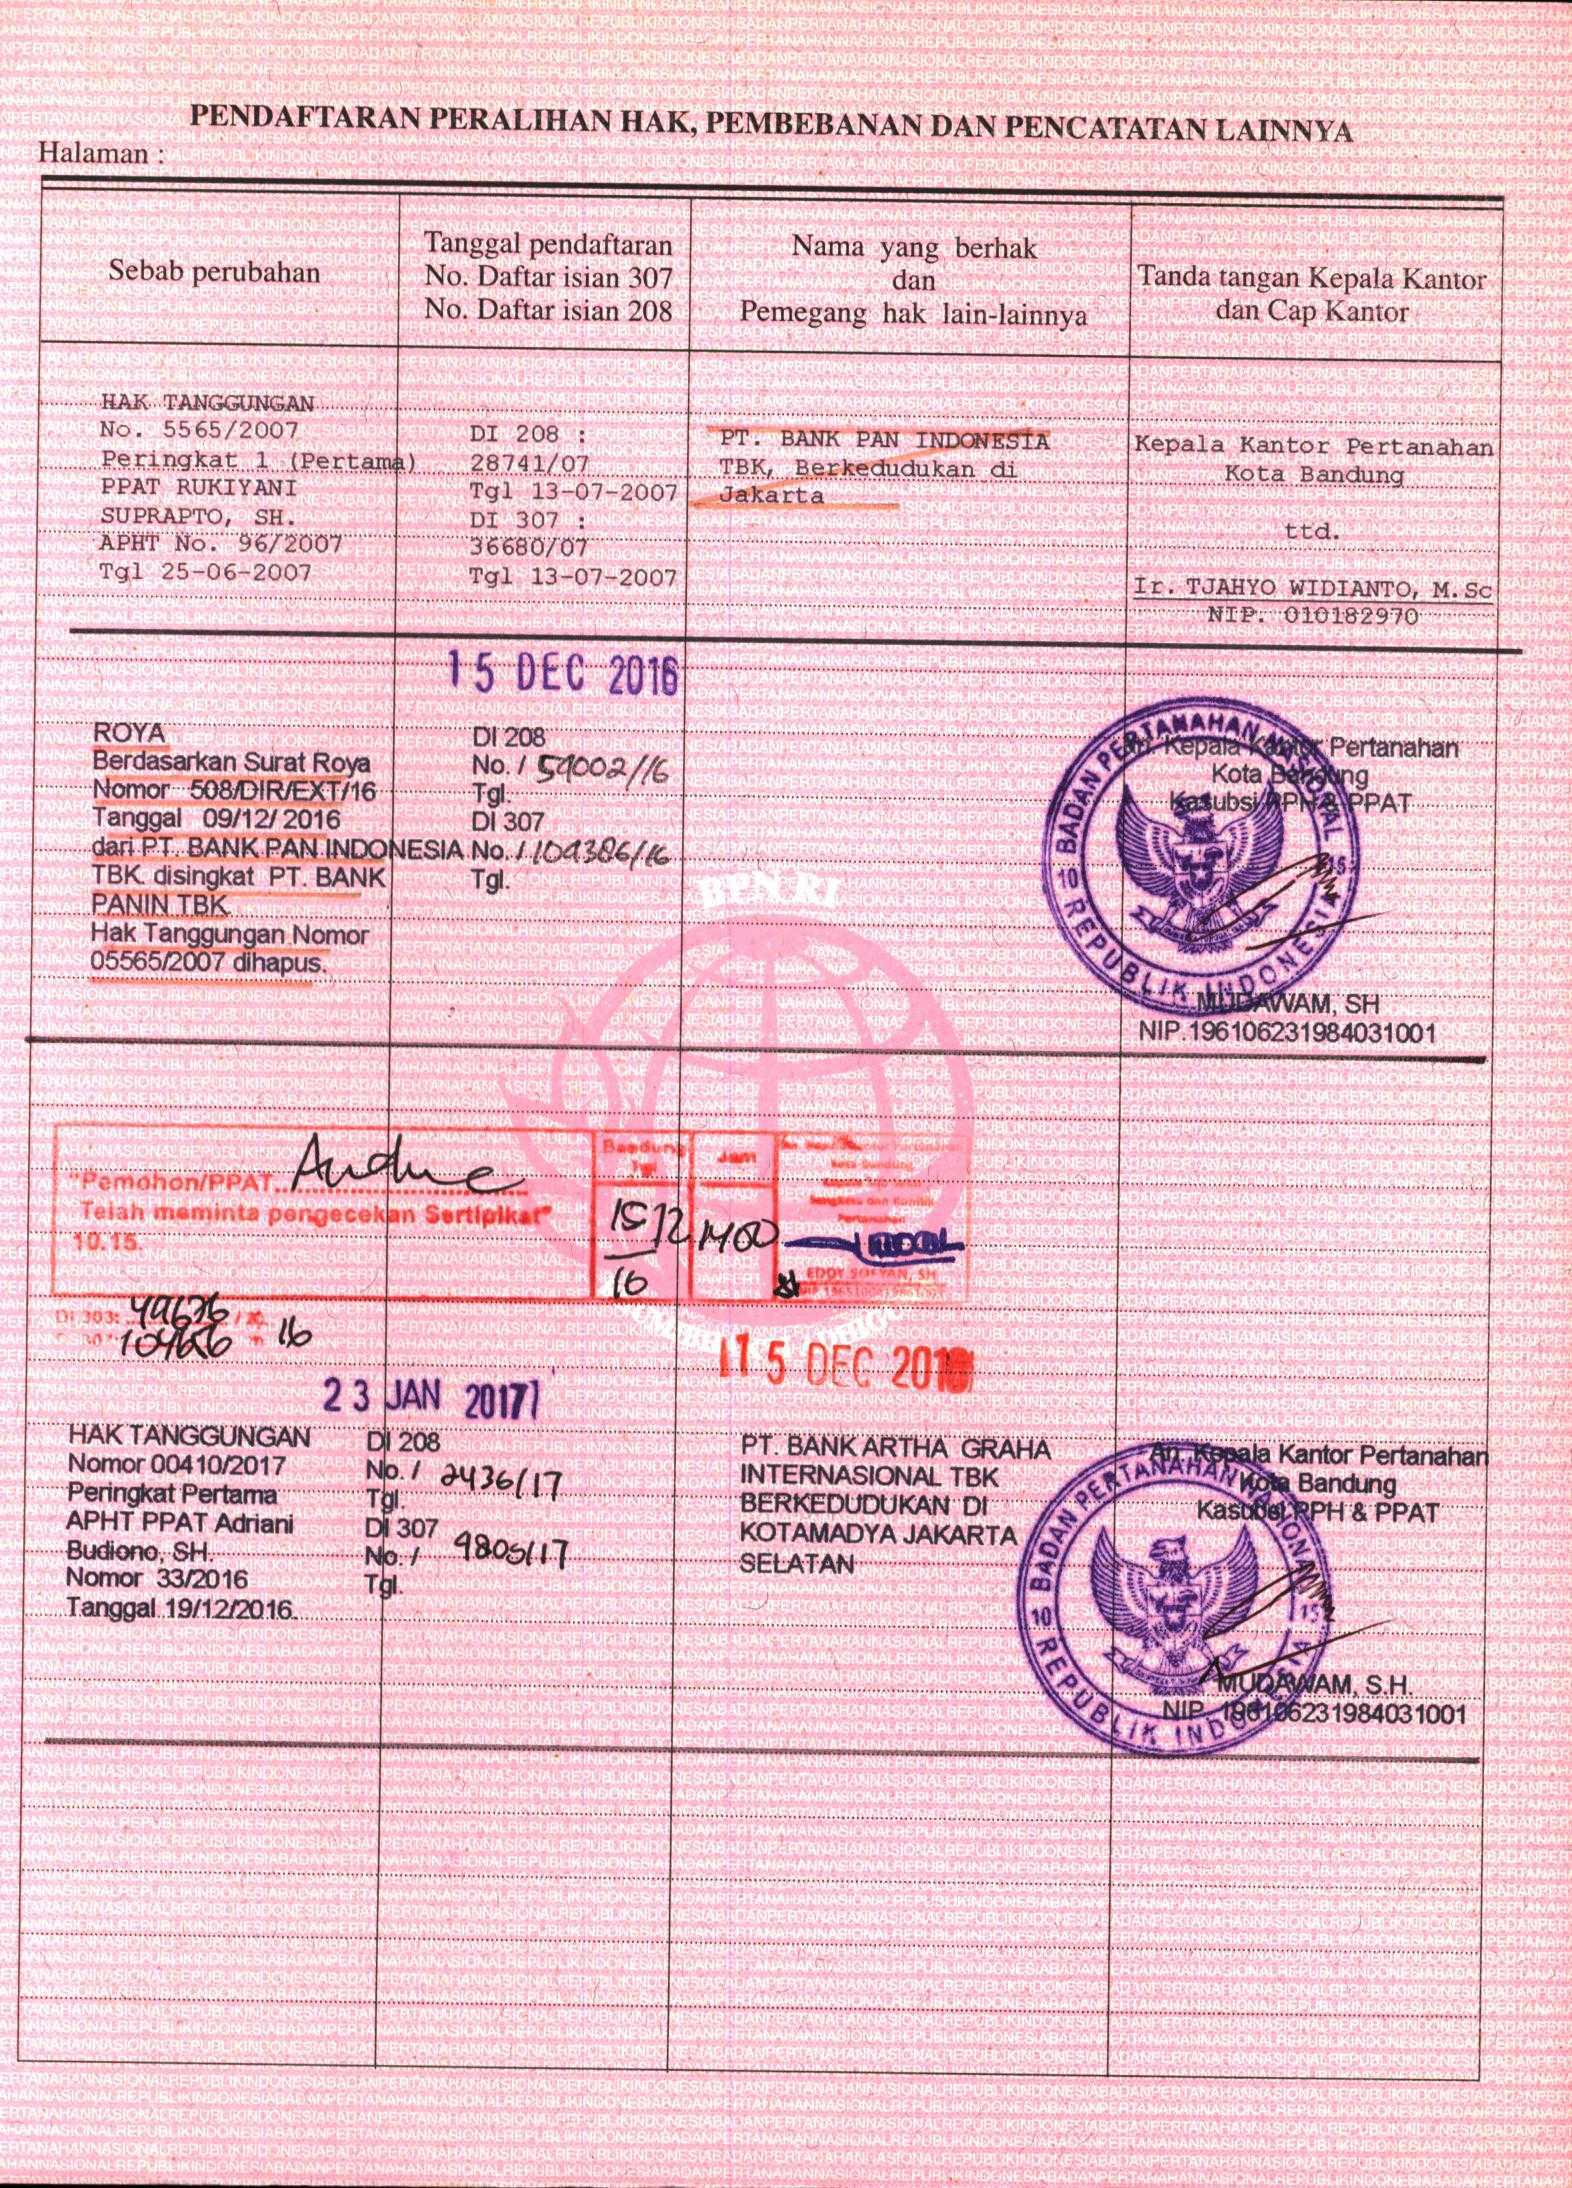 PENDAFTARAN PERALIHAN HAK, PEMBEBANAN DAN PENCATATAN LAINNYA
Halaman :
Sebab perubahan
Tanggal pendaftaran
No. Daftar isian 307
No. Daftar isian 208
Nama yang berhak
dan
Pemegang hak lain-lainnya
Tanda tangan Kepala Kantor
dan Cap Kantor
HAK TANGGUNGAN
No. 5565/2007
Peringkat 1 (Pertama)
PPAT RUKIYANI
SUPRAPTO, SH.
APHT No. 96/2007
Tgl 25-06-2007
DI 208 :
28741/07
Tgl 13-07-2007
DI 307 :
36680/07
Tgl 13-07-2007
PT. BANK PAN INDONESIA
TBK, Berkedudukan di
Jakarta
Kepala Kantor Pertanahan
Kota Bandung
ttd.
Ir. TJAHYO WIDIANTO, M.Sc
NIP. 010182970
15 DEC 2016
ROYA
Berdasarkan Surat Roya
Nomor 508/DIR/EXT/16
Tanggal 09/12/2016
dari PT. BANK PAN INDONESIA
TBK. disingkat PT. BANK
PANIN TBK.
Hak Tanggungan Nomor
05565/2007 dihapus.
DI 208
No. / 59002/16
Tgl.
DI 307
No. / 109386/16
Tgl.
An. Kepala Kantor Pertanahan
Kota Bandung
Kasubsi PPH & PPAT
BADAN PERTANAHAN NASIONAL
REPUBLIK INDONESIA
10
15
MUDAWAM, SH
NIP.196106231984031001
BPN RI
"Pemohon/PPAT
Telah meminta pengecekan Sertipikat"
10.15.
Bandung
Tgl
15/12
16
Jam
1400
Kota Bandung
Pertanahan
EDDY SOFYAN, SH
DI 303: 49676
104656 16
15 DEC 2016
23 JAN 2017
HAK TANGGUNGAN
Nomor 00410/2017
Peringkat Pertama
APHT PPAT Adriani
Budiono, SH.
Nomor 33/2016
Tanggal 19/12/2016.
DI 208
No. / 2436/17
Tgl.
DI 307
No. / 9805/17
Tgl.
PT. BANK ARTHA GRAHA
INTERNASIONAL TBK
BERKEDUDUKAN DI
KOTAMADYA JAKARTA
SELATAN
An. Kepala Kantor Pertanahan
Kota Bandung
Kasubsi PPH & PPAT
BADAN PERTANAHAN NASIONAL
REPUBLIK INDONESIA
10
15
MUDAWAM, S.H.
NIP. 196106231984031001